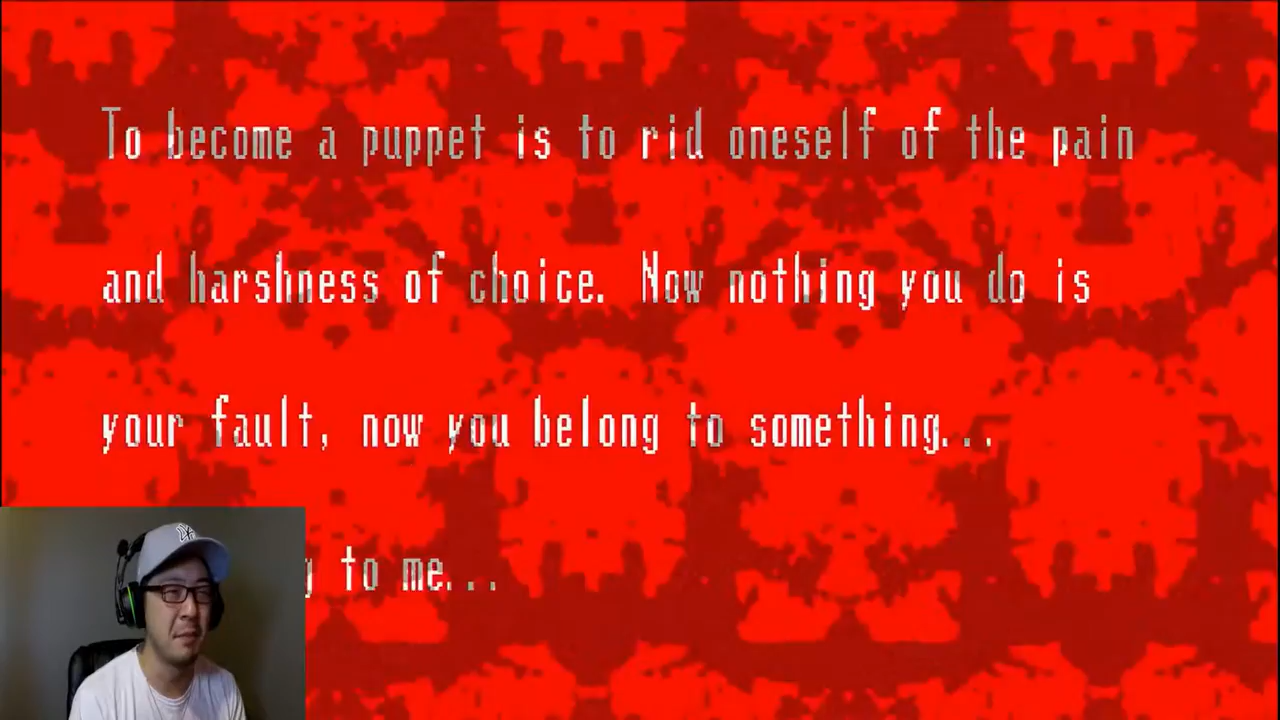 To become a puppet is to rid oneself of the pain
and harshness of choice. Now nothing you do is
your fault, now you belong to something...
to me...